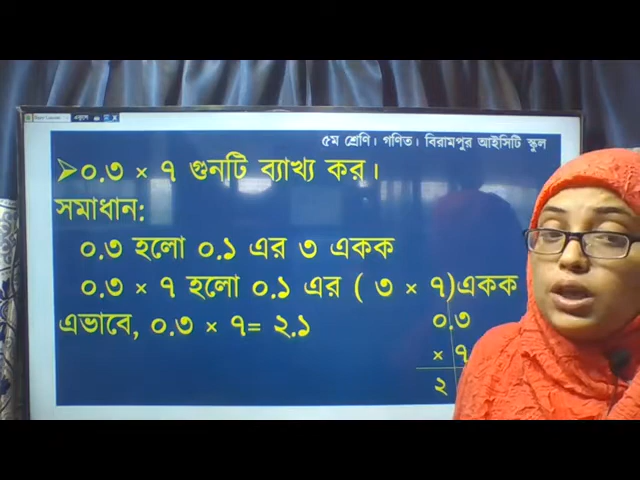 ৫ম শ্রেণি। গণিত। বিরামপুর আইসিটি স্কুল
➢০.৩ × ৭ গুনটি ব্যাখ্য কর।
সমাধান:
০.৩ হলো ০.১ এর ৩ একক
০.৩ × ৭ হলো ০.১ এর ( ৩ × ৭)একক
এভাবে, ০.৩ × ৭= ২.১
০.৩
× ৭
২